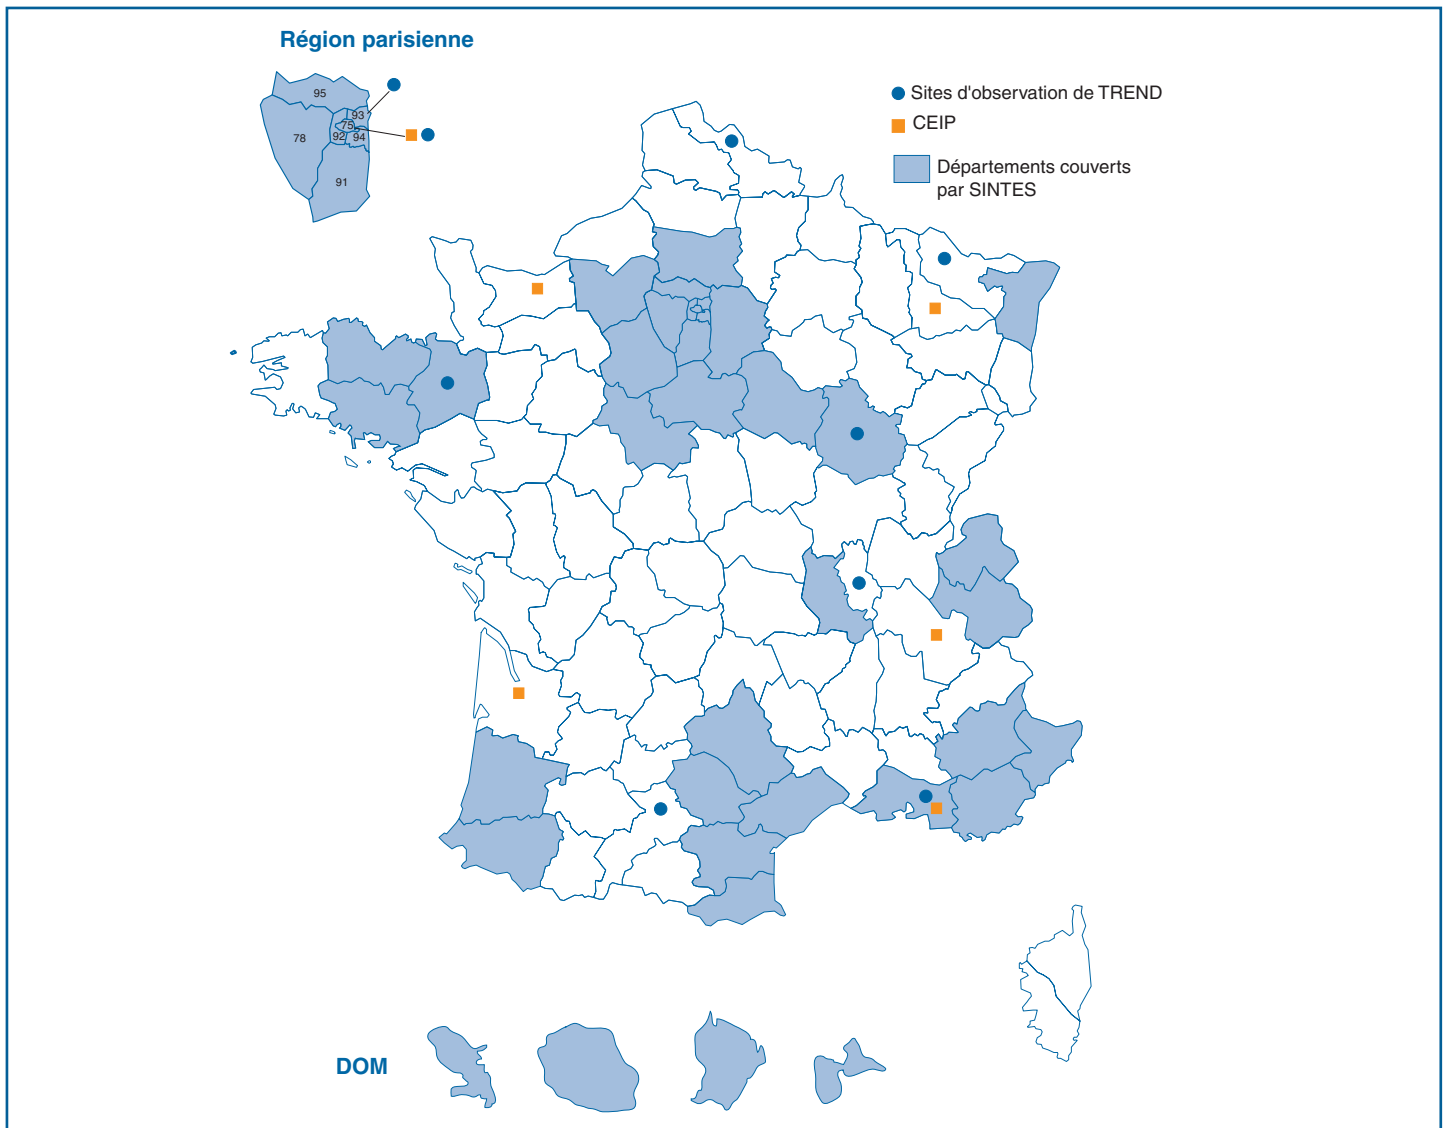 Région parisienne
95
93
75
78
92
94
91
Sites d'observation de TREND
CEIP
Départements couverts
par SINTES
DOM